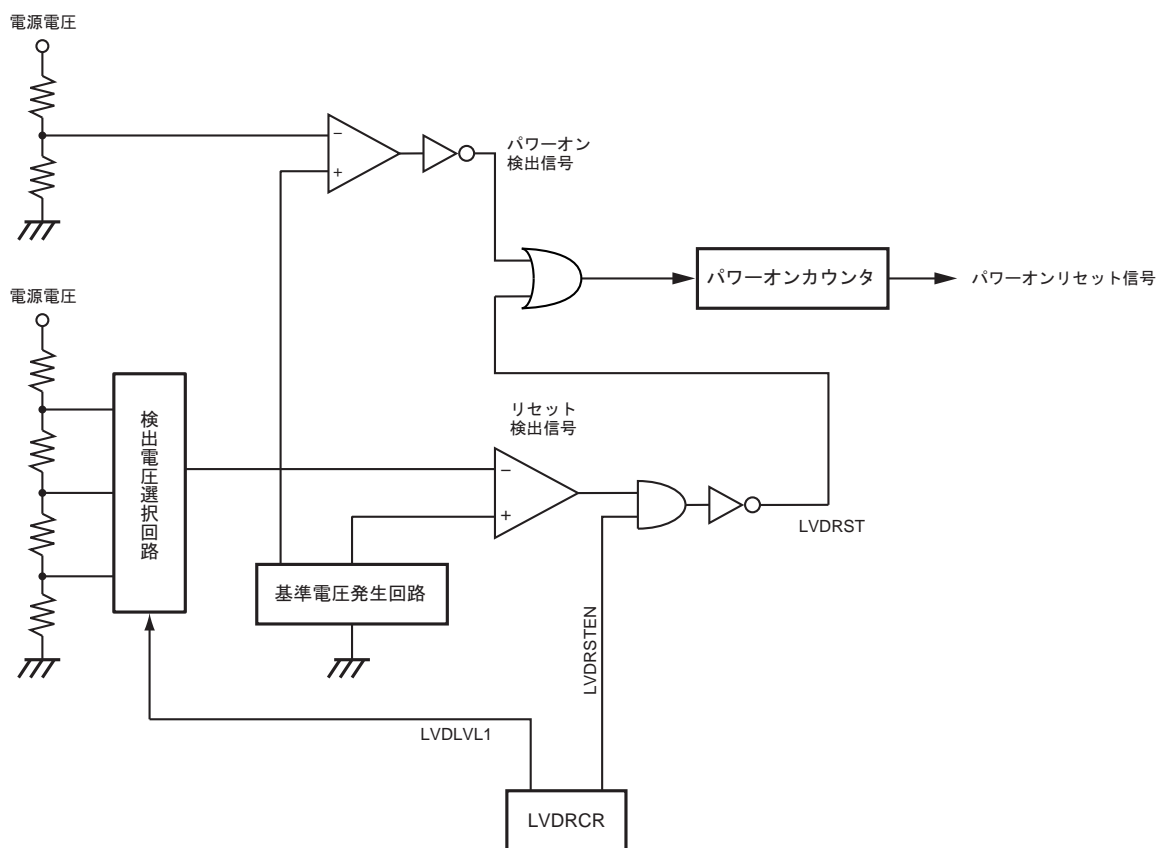 電源電圧
−
+
パワーオン
検出信号
パワーオンカウンタ
パワーオンリセット信号
電源電圧
検出電圧選択回路
リセット
検出信号
−
+
LVDRST
基準電圧発生回路
LVDRSTEN
LVDLVL1
LVDRCR